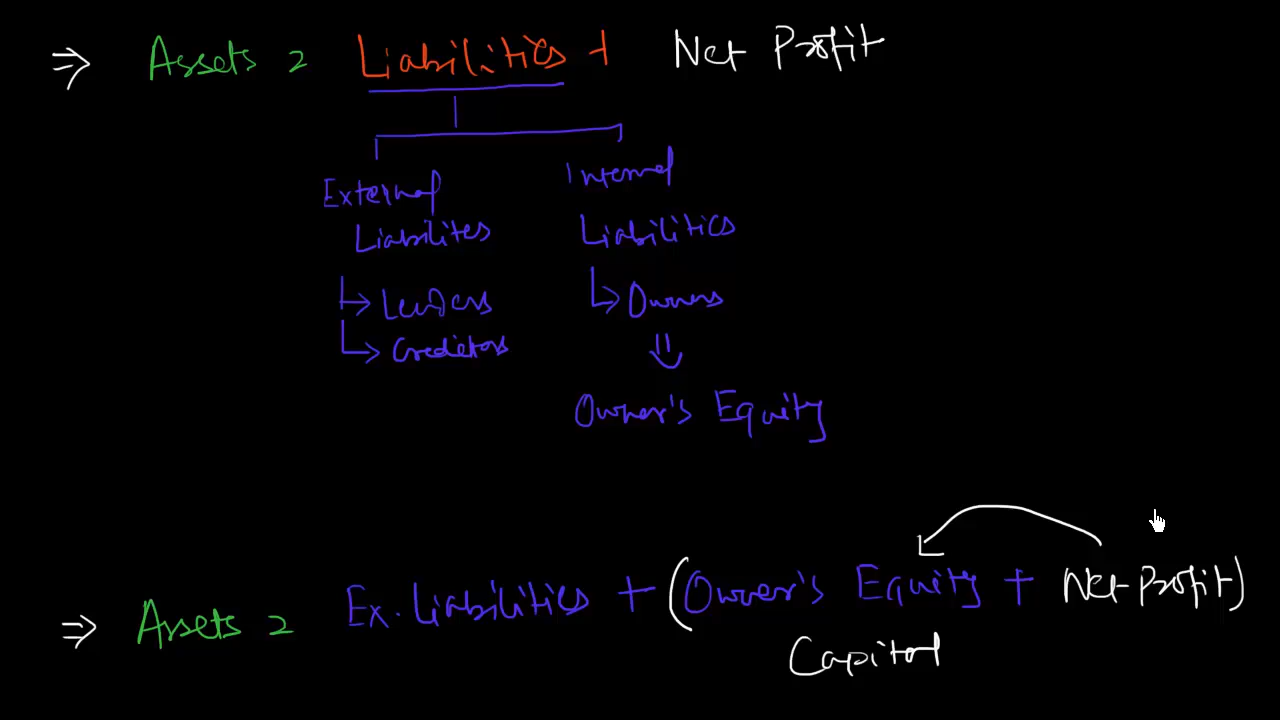 ⇒ Assets = Liabilities + Net Profit
External Liabilites
Internal Liabilities
↳ Lenders
↳ Creditors
↳ Owners
⇓
Owner's Equity
⇒ Assets = Ex. Liabilities + (Owner's Equity + Net Profit)
Capital